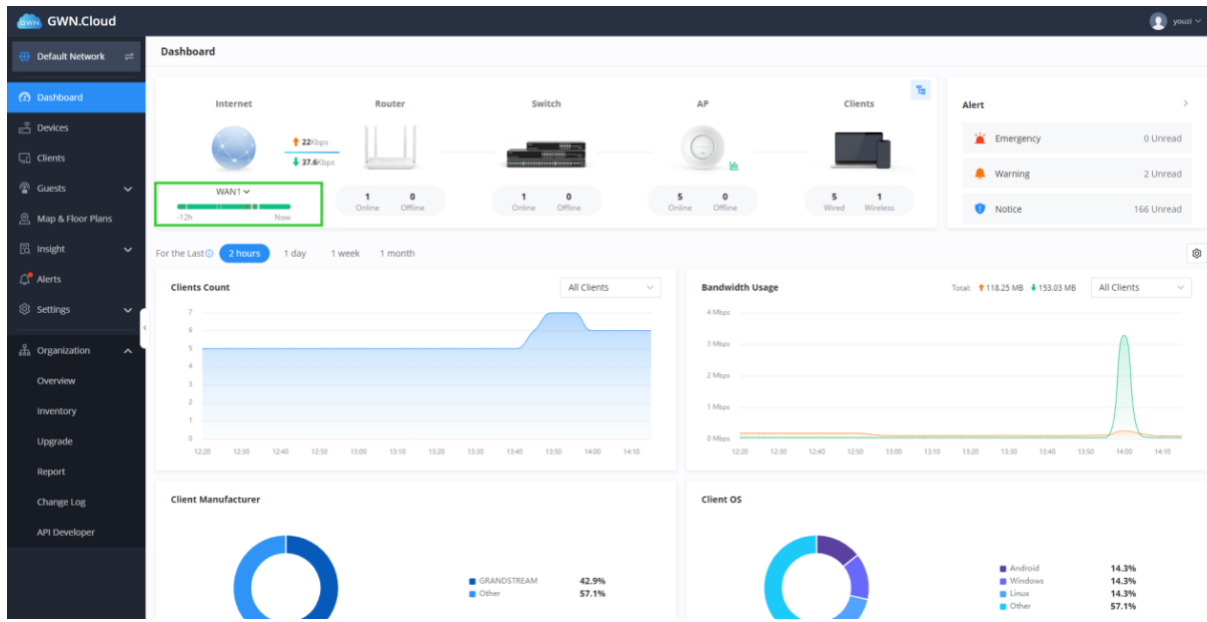 GWN GWN.Cloud
youzi
Default Network
Dashboard
Devices
Clients
Guests
Map & Floor Plans
Insight
Alerts
Settings
Organization
Overview
Inventory
Upgrade
Report
Change Log
API Developer
Dashboard
Internet Router Switch AP Clients
22Kbps
37.6Kbps
WAN1
-12h Now
1 0 1 0 5 0 5 1
Online Offline Online Offline Online Offline Wired Wireless
Alert
Emergency 0 Unread
Warning 2 Unread
Notice 166 Unread
For the Last 2 hours 1 day 1 week 1 month
Clients Count All Clients
7
6
5
4
3
2
1
0
12:20 12:30 12:40 12:50 13:00 13:10 13:20 13:30 13:40 13:50 14:00 14:10
Bandwidth Usage Total: 118.25 MB 153.03 MB All Clients
4 Mbps
3 Mbps
2 Mbps
1 Mbps
0 Mbps
12:20 12:30 12:40 12:50 13:00 13:10 13:20 13:30 13:40 13:50 14:00 14:10
Client Manufacturer
GRANDSTREAM 42.9%
Other 57.1%
Client OS
Android 14.3%
Windows 14.3%
Linux 14.3%
Other 57.1%